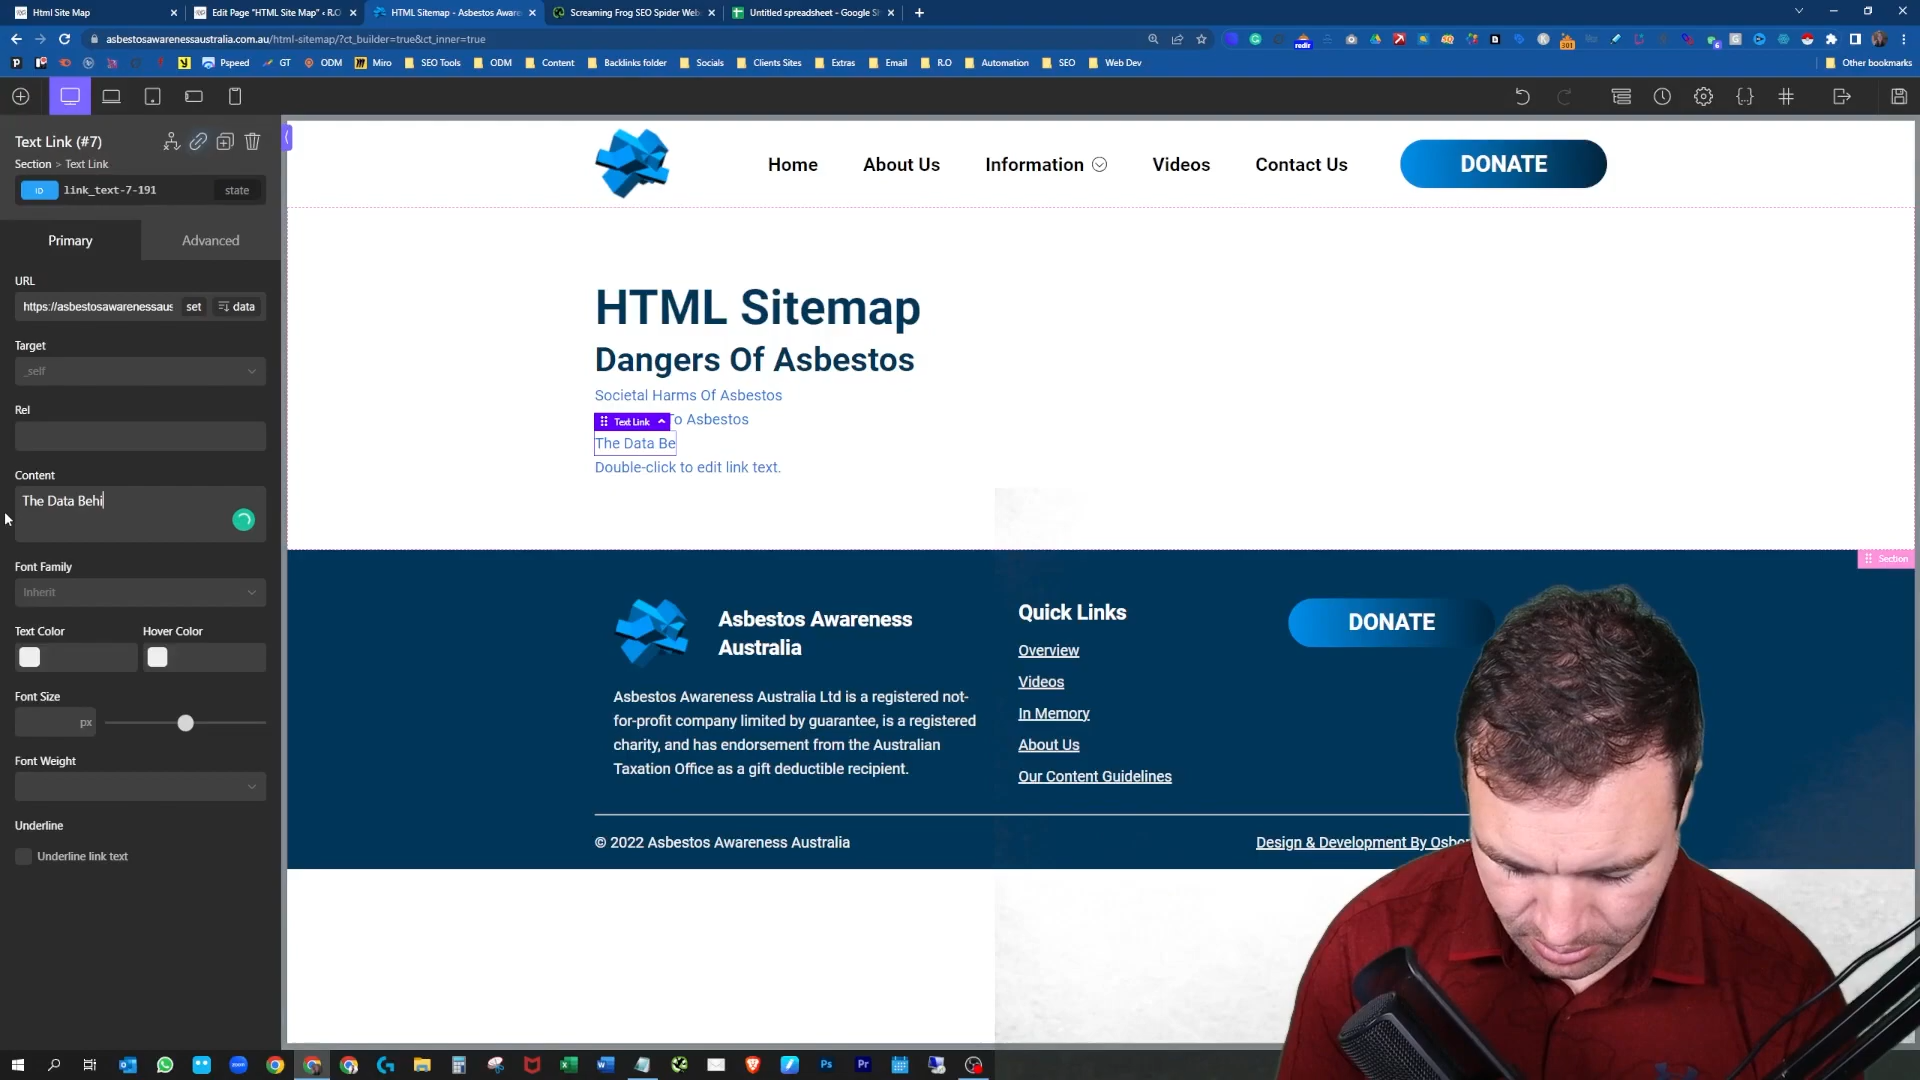 Html Site Map
Edit Page "HTML Site Map" ‹ R.O
HTML Sitemap - Asbestos Aware
Screaming Frog SEO Spider Web
Untitled spreadsheet - Google S
asbestosawarenessaustralia.com.au/html-sitemap/?ct_builder=true&ct_inner=true
Pspeed
GT
ODM
Miro
SEO Tools
ODM
Content
Backlinks folder
Socials
Clients Sites
Extras
Email
R.O
Automation
SEO
Web Dev
Other bookmarks
Text Link (#7)
Section > Text Link
ID link_text-7-191 state
Primary
Advanced
URL
https://asbestosawarenessaus set data
Target
_self
Rel
Content
The Data Behi
Font Family
Inherit
Text Color
Hover Color
Font Size
px
Font Weight
Underline
Underline link text
Home
About Us
Information
Videos
Contact Us
DONATE
HTML Sitemap
Dangers Of Asbestos
Societal Harms Of Asbestos
Text Link
To Asbestos
The Data Be
Double-click to edit link text.
Section
Asbestos Awareness
Australia
Asbestos Awareness Australia Ltd is a registered not-
for-profit company limited by guarantee, is a registered
charity, and has endorsement from the Australian
Taxation Office as a gift deductible recipient.
Quick Links
Overview
Videos
In Memory
About Us
Our Content Guidelines
DONATE
© 2022 Asbestos Awareness Australia
Design & Development By Osbor